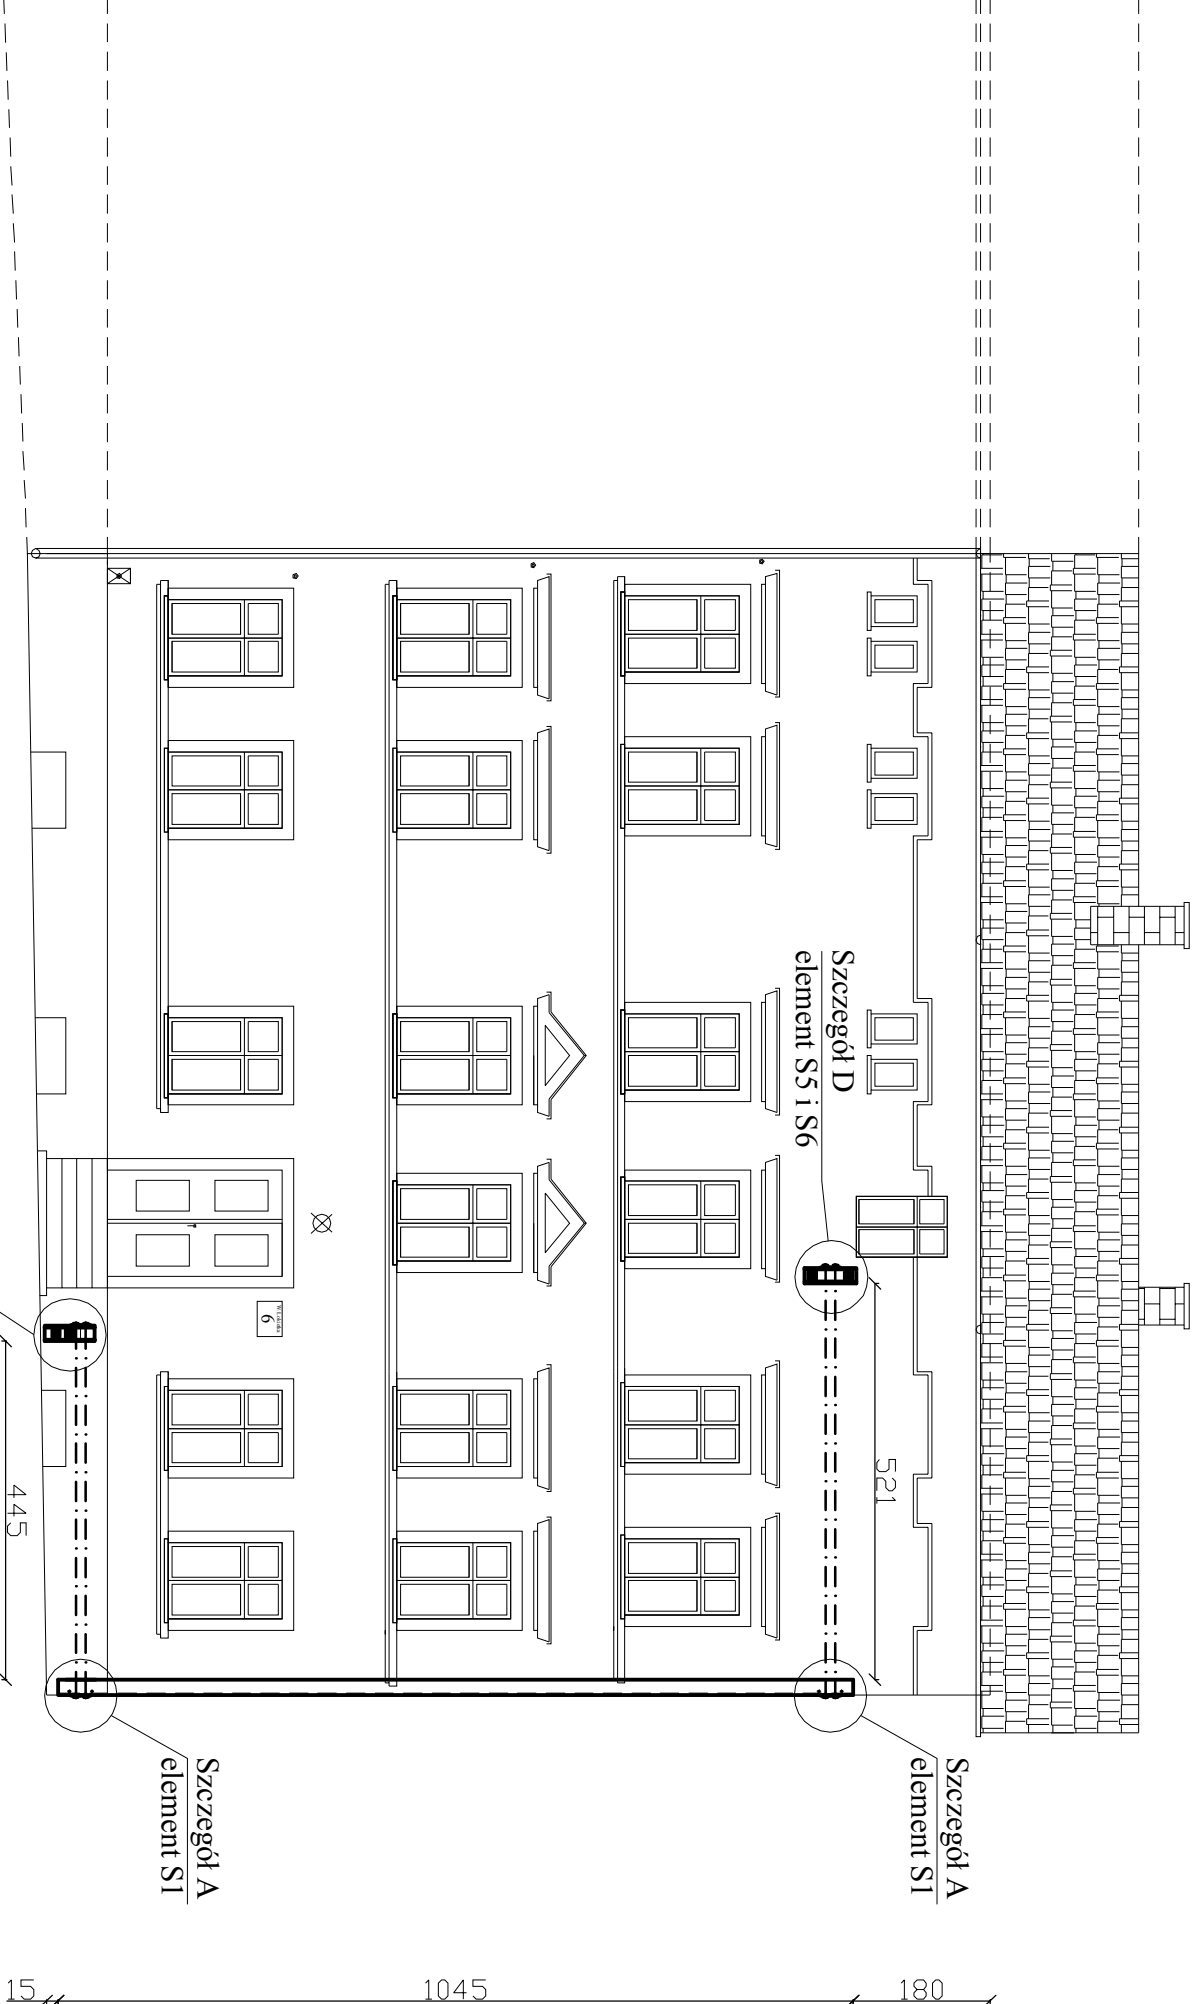 Szczegół A
element S1
Szczegół D
element S5 i S6
521
6
445
Szczegół A
element S1
180
1045
15